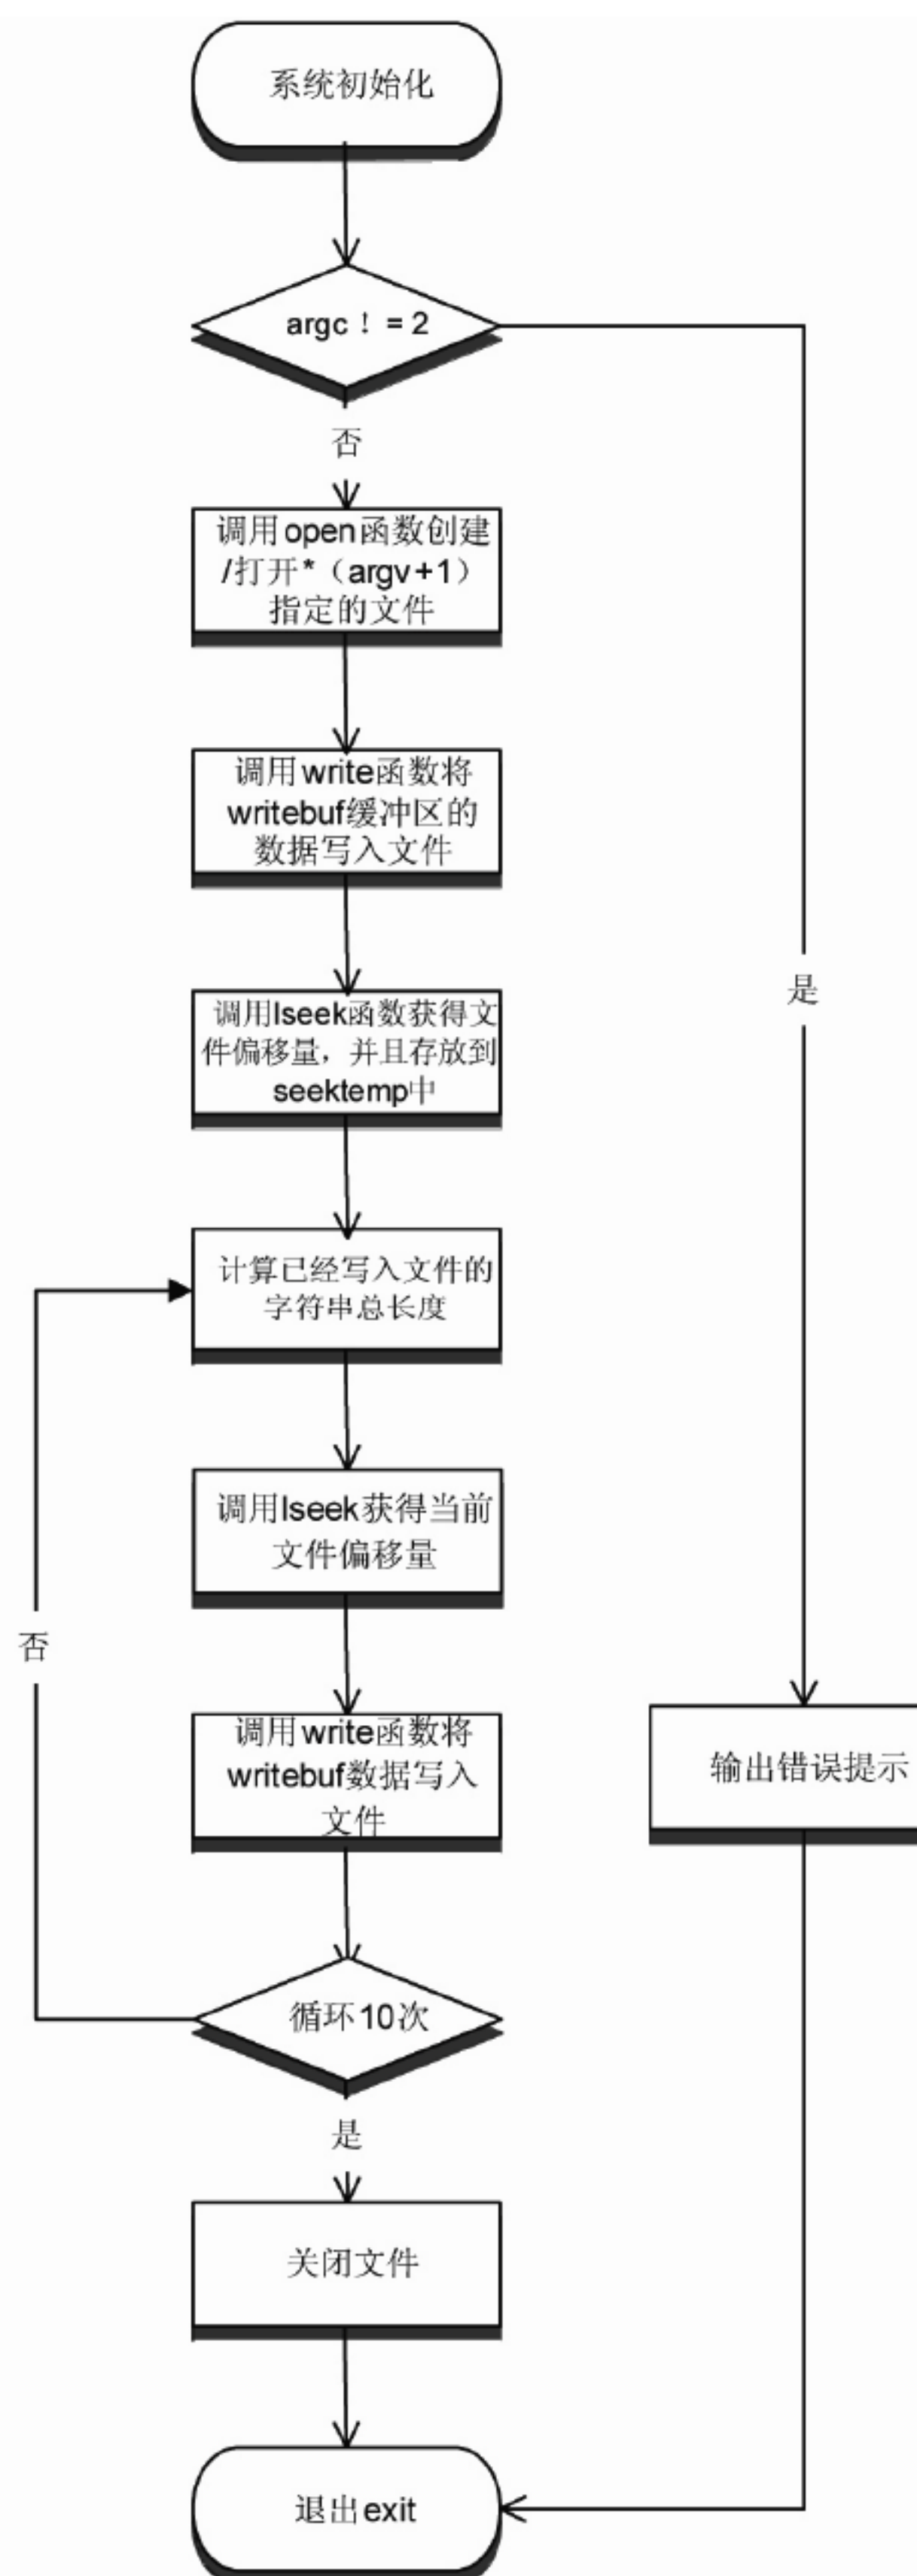 系统初始化
argc！=2
否
调用open函数创建
/打开*（argv+1）
指定的文件
调用write函数将
writebuf缓冲区的
数据写入文件
是
调用lseek函数获得文
件偏移量，并且存放到
seektemp中
计算已经写入文件的
字符串总长度
调用lseek获得当前
文件偏移量
否
调用write函数将
writebuf数据写入
文件
输出错误提示
循环10次
是
关闭文件
退出exit